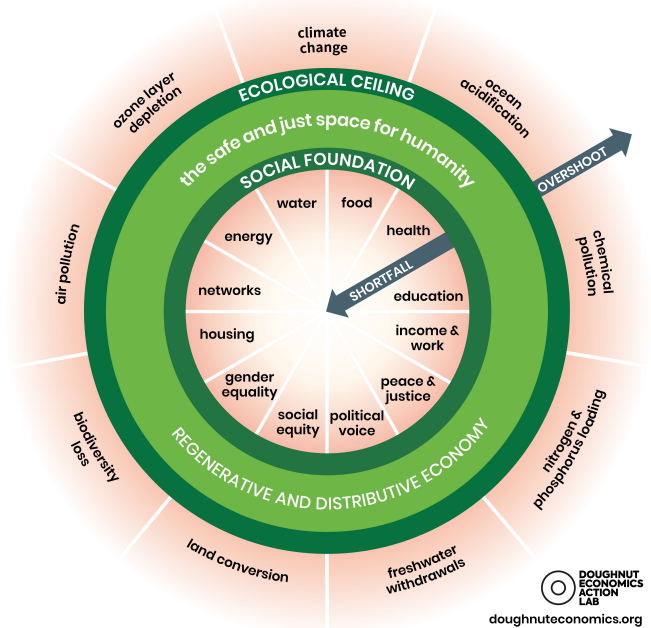 climate
change
ozone layer
depletion
ocean
acidification
ECOLOGICAL CEILING
the safe and just space for humanity
OVERSHOOT
SOCIAL FOUNDATION
water
food
energy
health
air pollution
chemical
pollution
SHORTFALL
networks
education
housing
income &
work
gender
equality
peace &
justice
social
equity
political
voice
biodiversity
loss
nitrogen &
phosphorus loading
REGENERATIVE AND DISTRIBUTIVE ECONOMY
land conversion
freshwater
withdrawals
DOUGHNUT
ECONOMICS
ACTION
LAB
doughnuteconomics.org